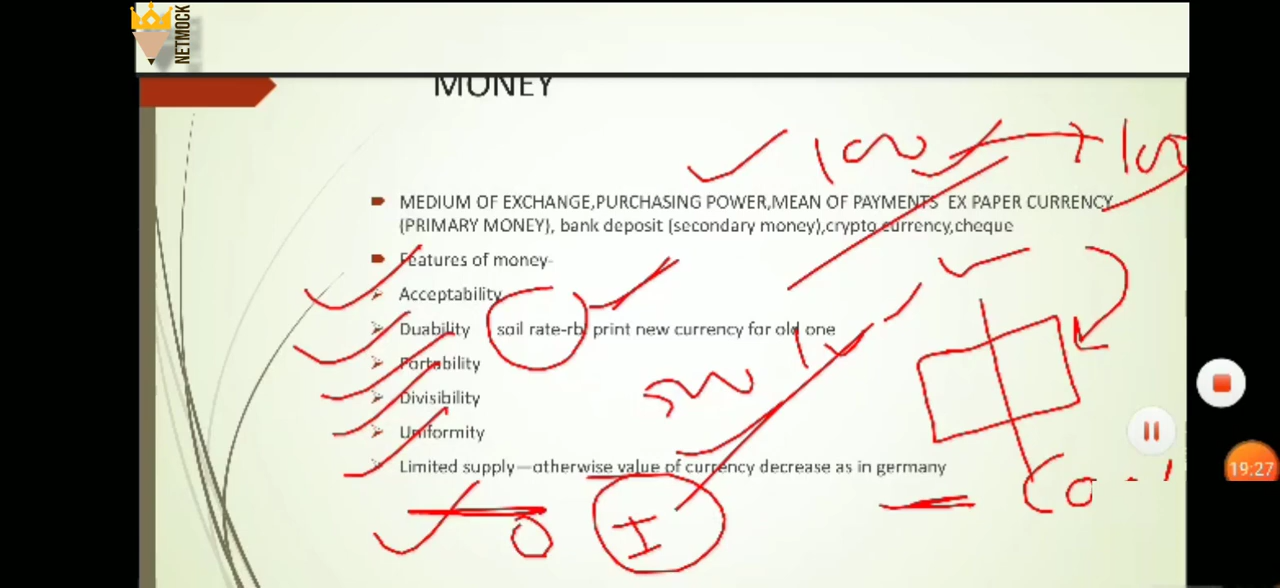 NETMOCK
MONEY
MEDIUM OF EXCHANGE,PURCHASING POWER,MEAN OF PAYMENTS EX PAPER CURRENCY
(PRIMARY MONEY), bank deposit (secondary money),crypto currency,cheque
Features of money-
Acceptability
Duability soil rate-rb print new currency for old one
Portability
Divisibility
Uniformity
Limited supply—otherwise value of currency decrease as in germany
19:27